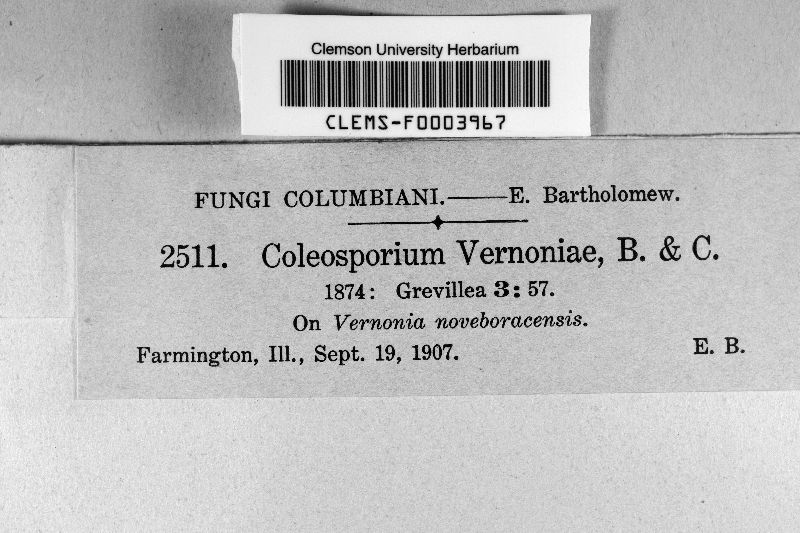 Clemson University Herbarium
CLEMS-F0003967
FUNGI COLUMBIANI.——E. Bartholomew.
2511. Coleosporium Vernoniae, B. & C.
1874: Grevillea 3: 57.
On Vernonia noveboracensis.
Farmington, Ill., Sept. 19, 1907. E. B.